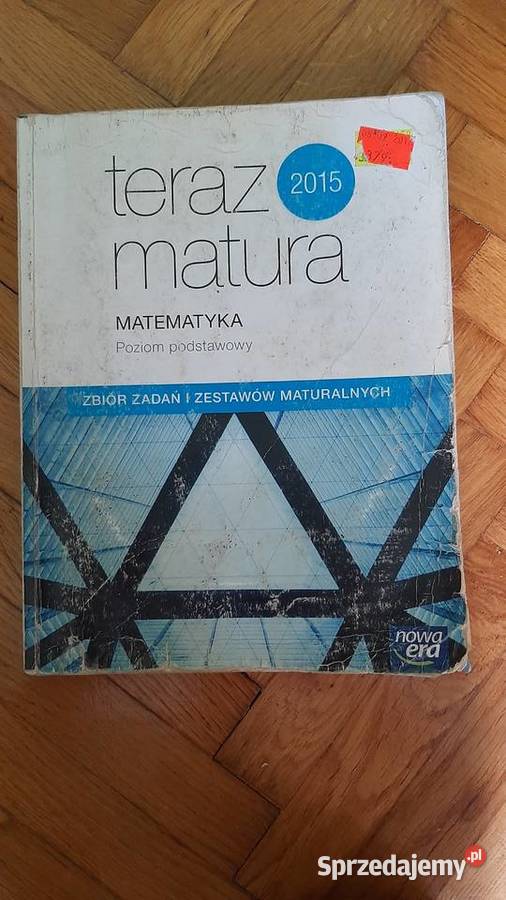 teraz 2015
matura
MATEMATYKA
Poziom podstawowy
ZBIÓR ZADAŃ I ZESTAWÓW MATURALNYCH
nowa
era
Sprzedajemy.pl